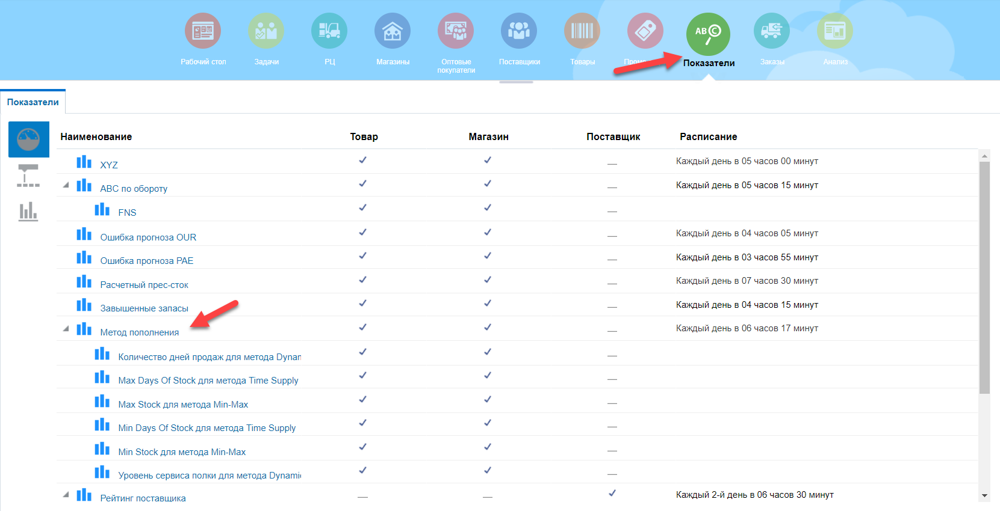 ABC
Рабочий стол
Задачи
РЦ
Магазины
Оптовые
покупатели
Поставщики
Товары
Показатели
Заказы
Анализ
Показатели
Наименование Товар Магазин Поставщик Расписание
XYZ — Каждый день в 05 часов 00 минут
ABC по обороту — Каждый день в 05 часов 15 минут
FNS —
Ошибка прогноза OUR — Каждый день в 04 часов 05 минут
Ошибка прогноза PAE — Каждый день в 03 часов 55 минут
Расчетный прес-сток — Каждый день в 07 часов 30 минут
Завышенные запасы — Каждый день в 04 часов 15 минут
Метод пополнения — Каждый день в 06 часов 17 минут
Количество дней продаж для метода Dynam —
Max Days Of Stock для метода Time Supply —
Max Stock для метода Min-Max —
Min Days Of Stock для метода Time Supply —
Min Stock для метода Min-Max —
Уровень сервиса полки для метода Dynamic —
Рейтинг поставщика — — Каждый 2-й день в 06 часов 30 минут